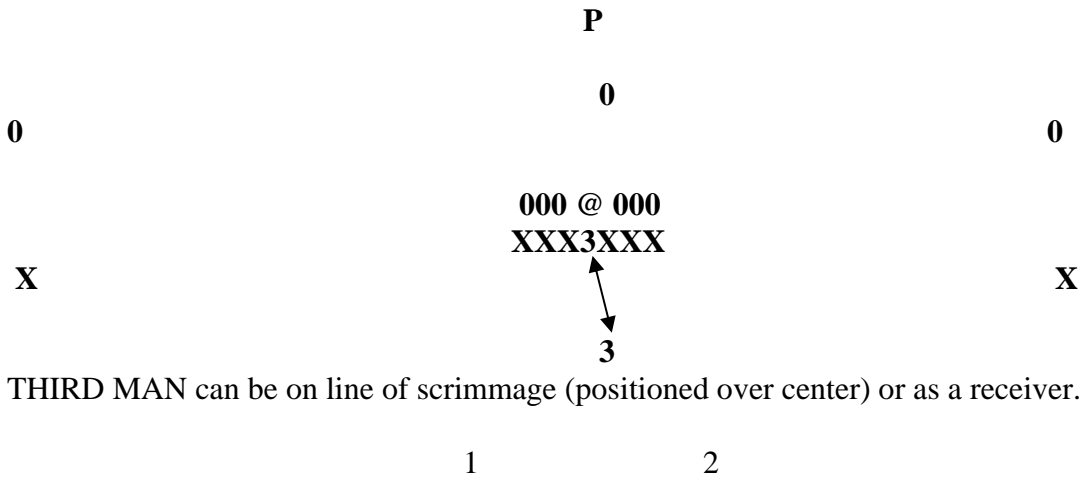 P
0
0 0
000 @ 000
XXX3XXX
X X
3
THIRD MAN can be on line of scrimmage (positioned over center) or as a receiver.
1 2